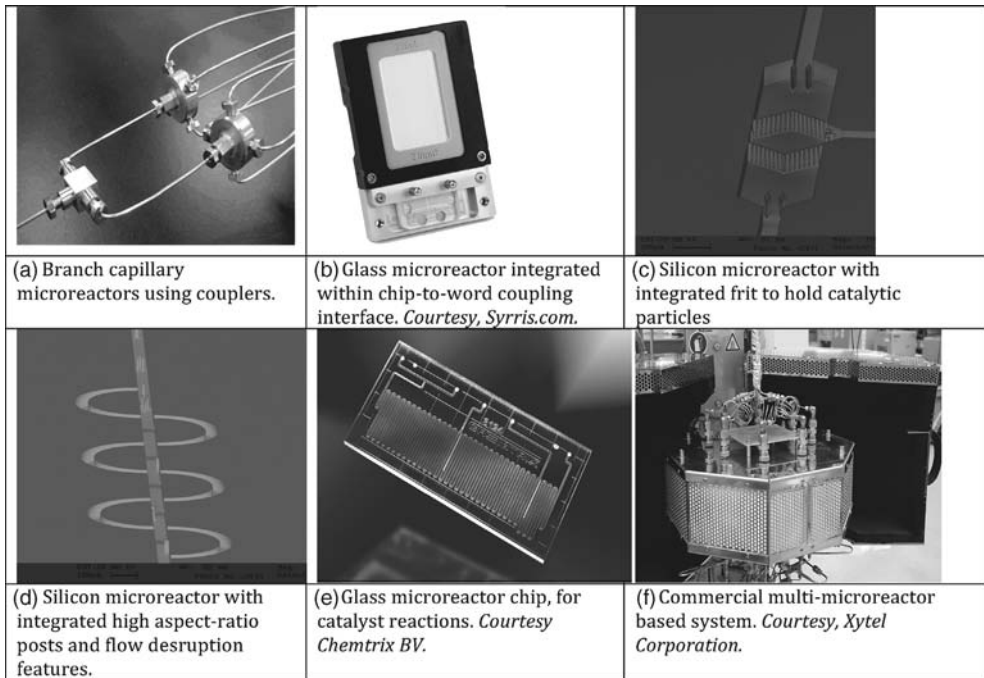 (a) Branch capillary
microreactors using couplers.
(b) Glass microreactor integrated
within chip-to-word coupling
interface. Courtesy, Syrris.com.
(c) Silicon microreactor with
integrated frit to hold catalytic
particles
(d) Silicon microreactor with
integrated high aspect-ratio
posts and flow desruption
features.
(e) Glass microreactor chip, for
catalyst reactions. Courtesy
Chemtrix BV.
(f) Commercial multi-microreactor
based system. Courtesy, Xytel
Corporation.